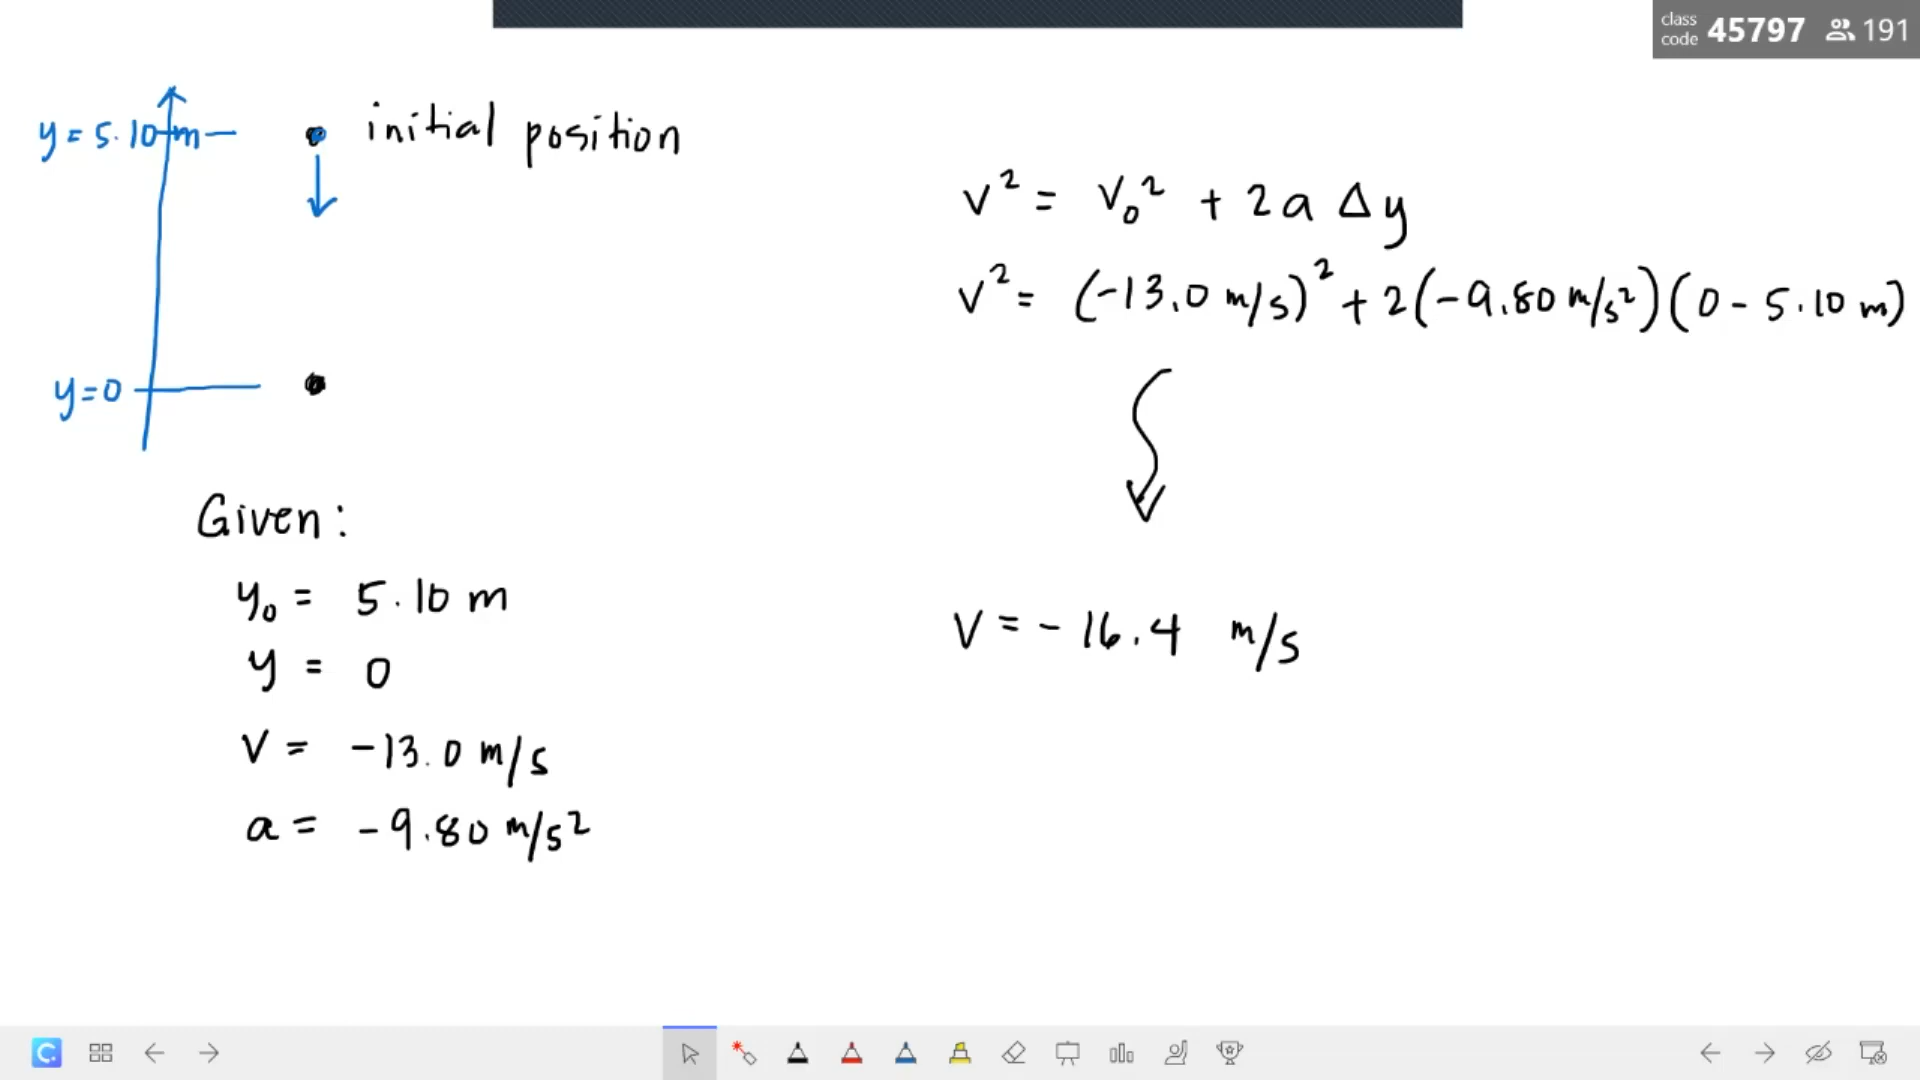 class code 45797 191
y = 5.10 m
initial position
y=0
Given:
y₀ = 5.10 m
y = 0
v = -13.0 m/s
a = -9.80 m/s²
v² = v₀² + 2a Δy
v² = (-13.0 m/s)² + 2(-9.80 m/s²)(0 - 5.10 m)
v = - 16.4 m/s